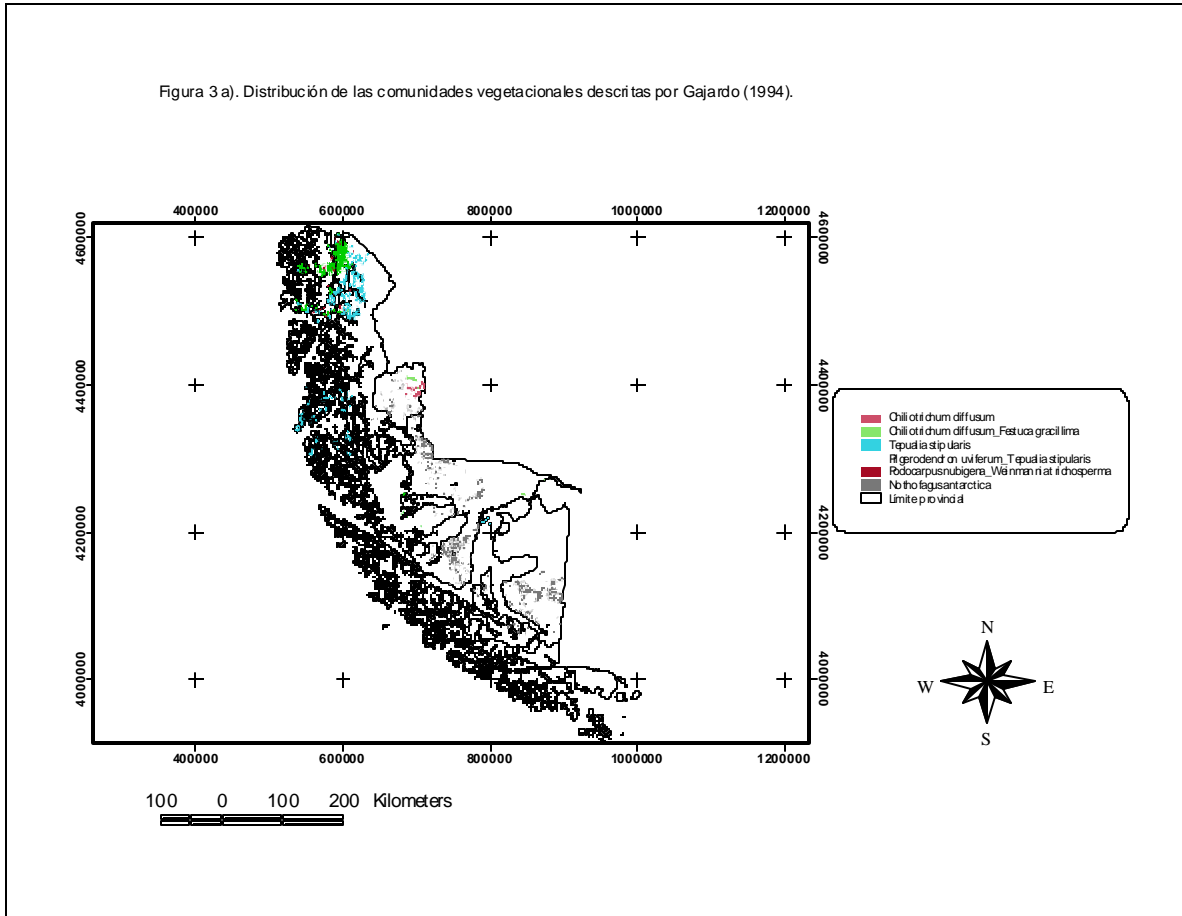 Figura 3 a). Distribución de las comunidades vegetacionales descritas por Gajardo (1994).
400000 600000 800000 1000000 1200000
4600000 4600000
4400000 4400000
4200000 4200000
4000000 4000000
400000 600000 800000 1000000 1200000
Chiliotrichum diffusum
Chiliotrichum diffusum_Festuca gracillima
Tepualia stipularis
Pilgerodendron uviferum_Tepualia stipularis
Podocarpus nubigena_Weinmannia trichosperma
Nothofagus antarctica
Límite provincial
N
W E
S
100 0 100 200 Kilometers